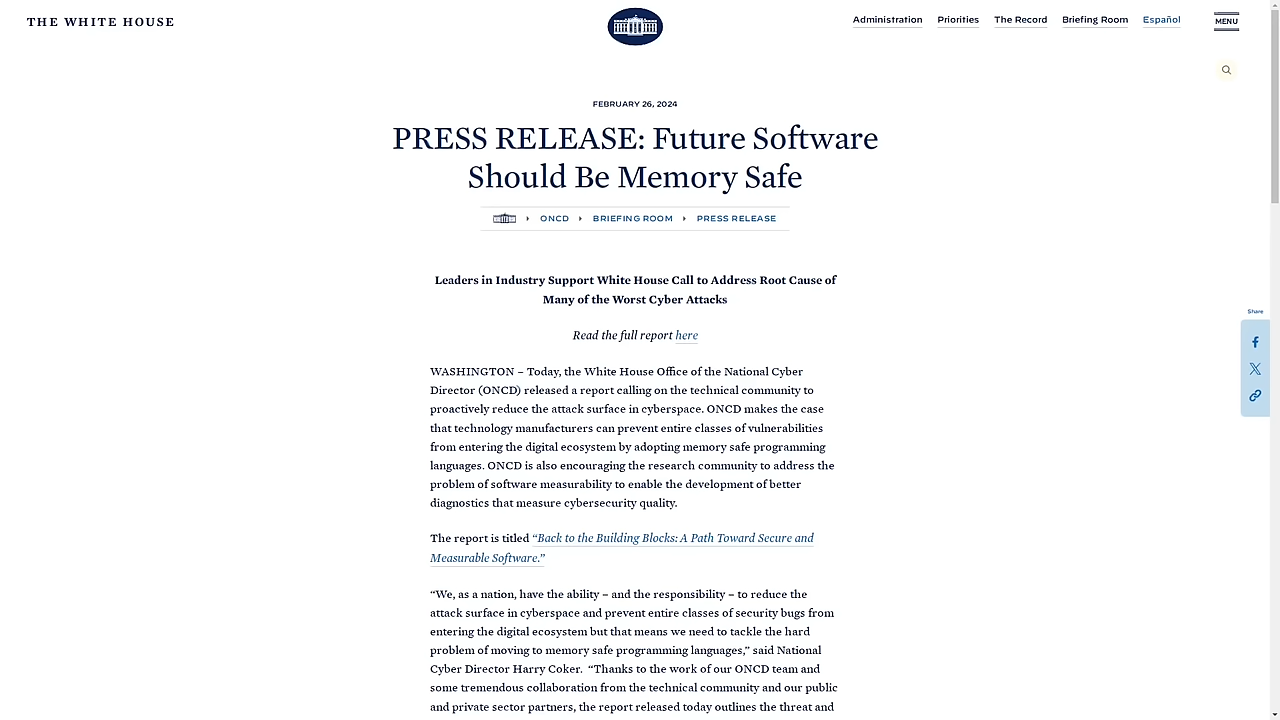 THE WHITE HOUSE
Administration Priorities The Record Briefing Room Español MENU
FEBRUARY 26, 2024
PRESS RELEASE: Future Software
Should Be Memory Safe
ONCD BRIEFING ROOM PRESS RELEASE
Leaders in Industry Support White House Call to Address Root Cause of
Many of the Worst Cyber Attacks
Share
Read the full report here
WASHINGTON – Today, the White House Office of the National Cyber
Director (ONCD) released a report calling on the technical community to
proactively reduce the attack surface in cyberspace. ONCD makes the case
that technology manufacturers can prevent entire classes of vulnerabilities
from entering the digital ecosystem by adopting memory safe programming
languages. ONCD is also encouraging the research community to address the
problem of software measurability to enable the development of better
diagnostics that measure cybersecurity quality.
The report is titled “Back to the Building Blocks: A Path Toward Secure and
Measurable Software.”
“We, as a nation, have the ability – and the responsibility – to reduce the
attack surface in cyberspace and prevent entire classes of security bugs from
entering the digital ecosystem but that means we need to tackle the hard
problem of moving to memory safe programming languages,” said National
Cyber Director Harry Coker.  “Thanks to the work of our ONCD team and
some tremendous collaboration from the technical community and our public
and private sector partners, the report released today outlines the threat and